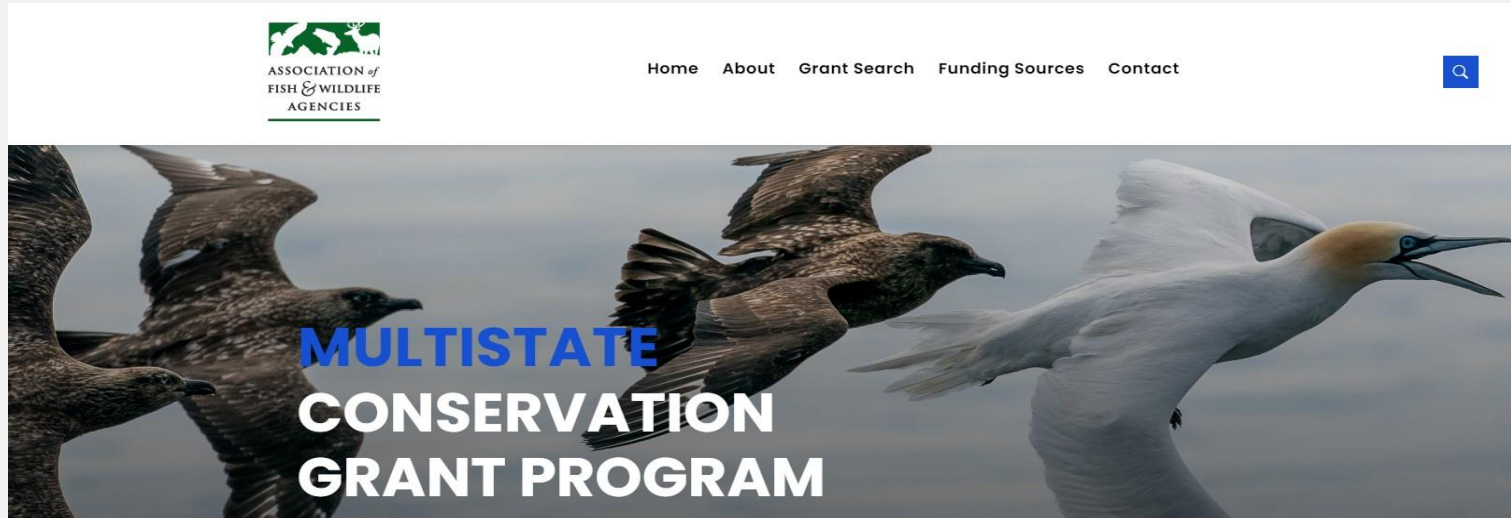 ASSOCIATION of
FISH & WILDLIFE
AGENCIES
Home About Grant Search Funding Sources Contact
MULTISTATE
CONSERVATION
GRANT PROGRAM